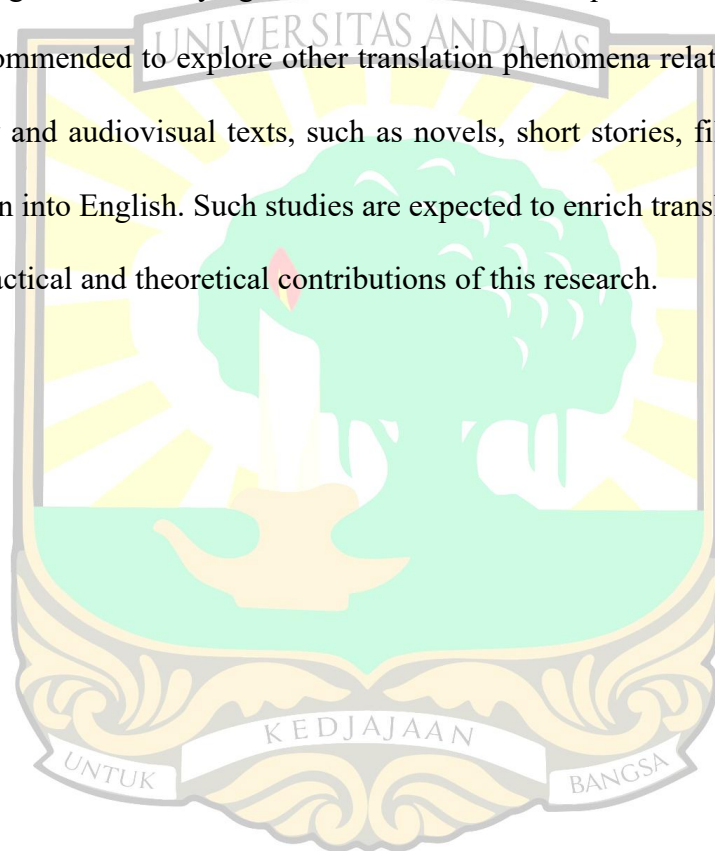 UNIVERSITAS ANDALAS
ommended to explore other translation phenomena relat
and audiovisual texts, such as novels, short stories, fi
n into English. Such studies are expected to enrich transl
actical and theoretical contributions of this research.
KEDJAJAAN
UNTUK
BANGSA